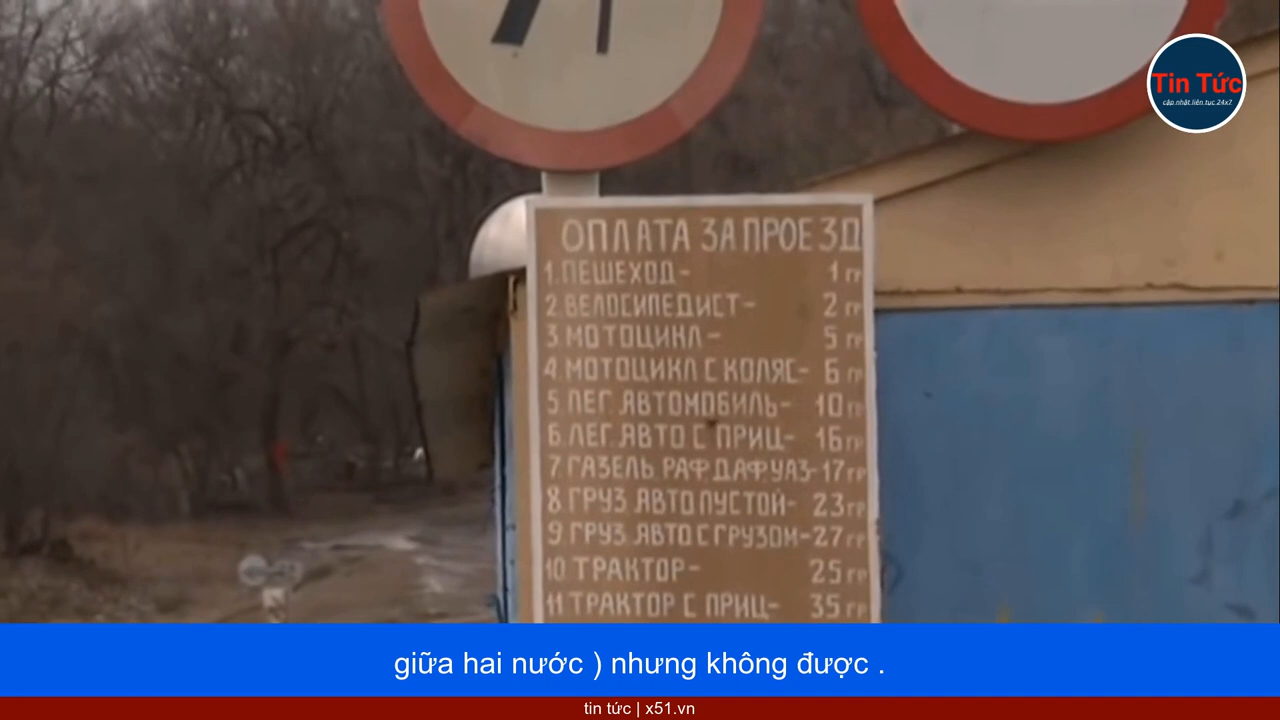 Tin Tức
cập nhật liên tục 24x7
ОПЛАТА ЗА ПРОЕЗД
1. ПЕШЕХОД- 1 гр
2. ВЕЛОСИПЕДИСТ- 2 гр
3. МОТОЦИКЛ- 5 гр
4. МОТОЦИКЛ С КОЛЯС- 6 гр
5. ЛЕГ. АВТОМОБИЛЬ- 10 гр
6. ЛЕГ. АВТО С ПРИЦ- 16 гр
7 ГАЗЕЛЬ. РАФ. ДАФ. УАЗ- 17 гр
8 ГРУЗ. АВТО ПУСТОЙ- 23 гр
9 ГРУЗ. АВТО С ГРУЗОМ- 27 гр
10. ТРАКТОР- 25 гр
11 ТРАКТОР С ПРИЦ- 35 гр
giữa hai nước ) nhưng không được .
tin tức | x51.vn